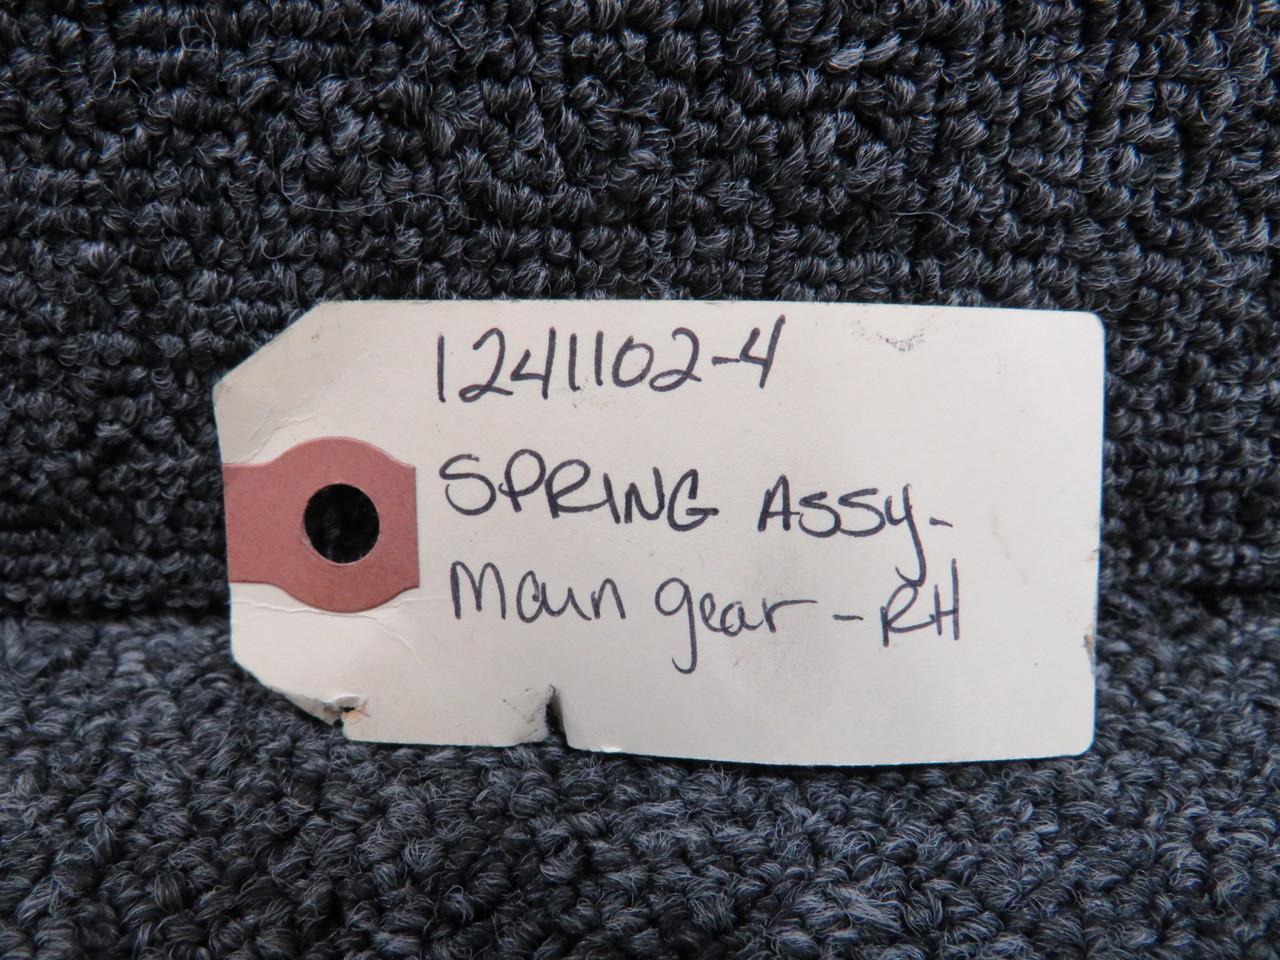 1241102-4
SPRING ASSY-
Main gear - RH